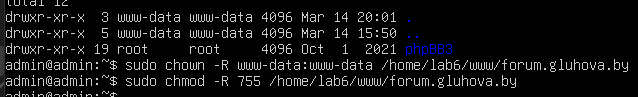 total 12
drwxr-xr-x  3 www-data www-data 4096 Mar 14 20:01 .
drwxr-xr-x  5 www-data www-data 4096 Mar 14 15:50 ..
drwxr-xr-x 19 root     root     4096 Oct  1  2021 phpBB3
admin@admin:~$ sudo chown -R www-data:www-data /home/lab6/www/forum.gluhova.by
admin@admin:~$ sudo chmod -R 755 /home/lab6/www/forum.gluhova.by
admin@admin:~$